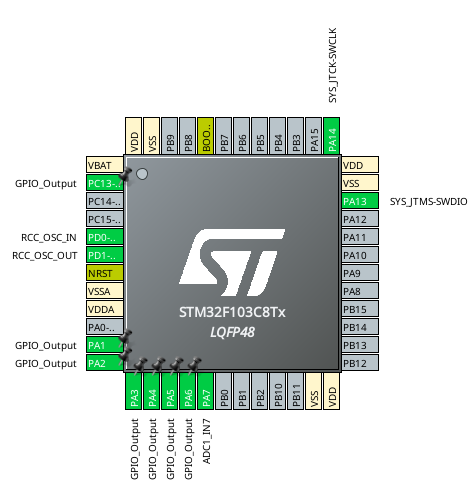 SYS_JTCK-SWCLK
VDD
VSS
PB9
PB8
BOO..
PB7
PB6
PB5
PB4
PB3
PA15
PA14
VBAT
GPIO_Output PC13-..
PC14-..
PC15-..
RCC_OSC_IN PD0-..
RCC_OSC_OUT PD1-..
NRST
VSSA
VDDA
PA0-..
GPIO_Output PA1
GPIO_Output PA2
VDD
VSS
PA13 SYS_JTMS-SWDIO
PA12
PA11
PA10
PA9
PA8
PB15
PB14
PB13
PB12
ST
STM32F103C8Tx
LQFP48
PA3
PA4
PA5
PA6
PA7
PB0
PB1
PB2
PB10
PB11
VSS
VDD
GPIO_Output
GPIO_Output
GPIO_Output
GPIO_Output
ADC1_IN7